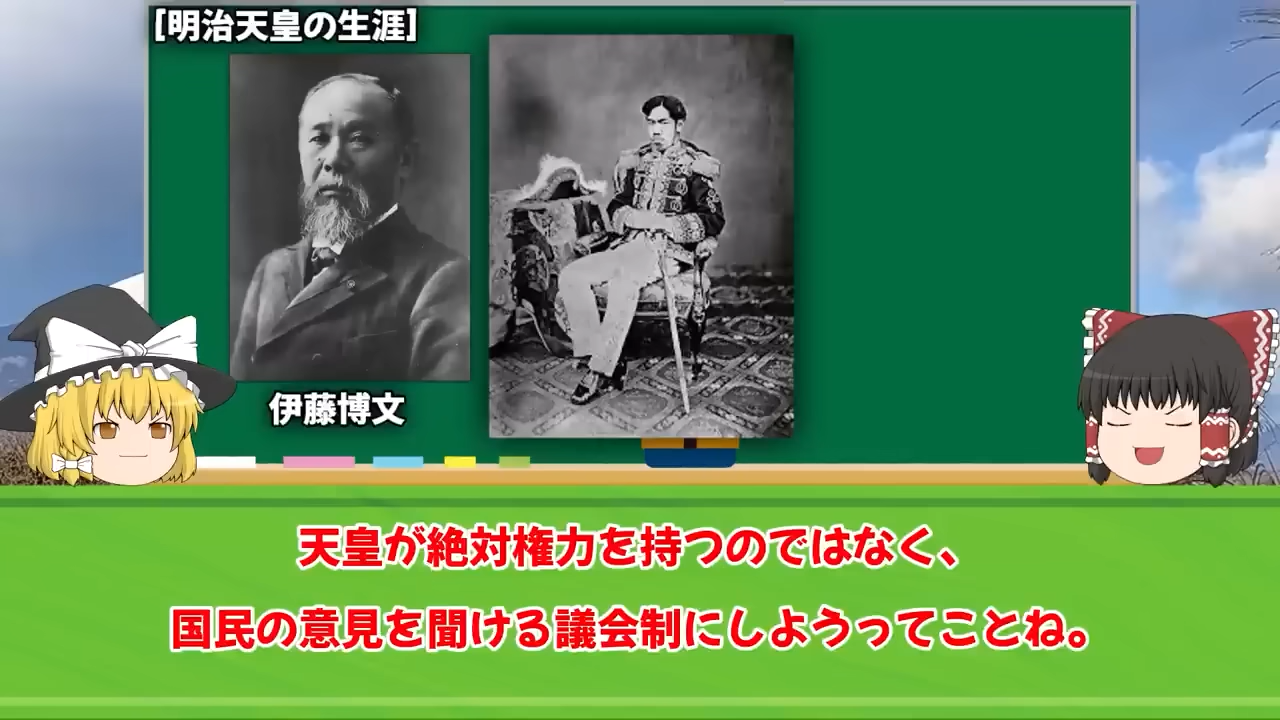 [明治天皇の生涯]
伊藤博文
天皇が絶対権力を持つのではなく、
国民の意見を聞ける議会制にしようってことね。